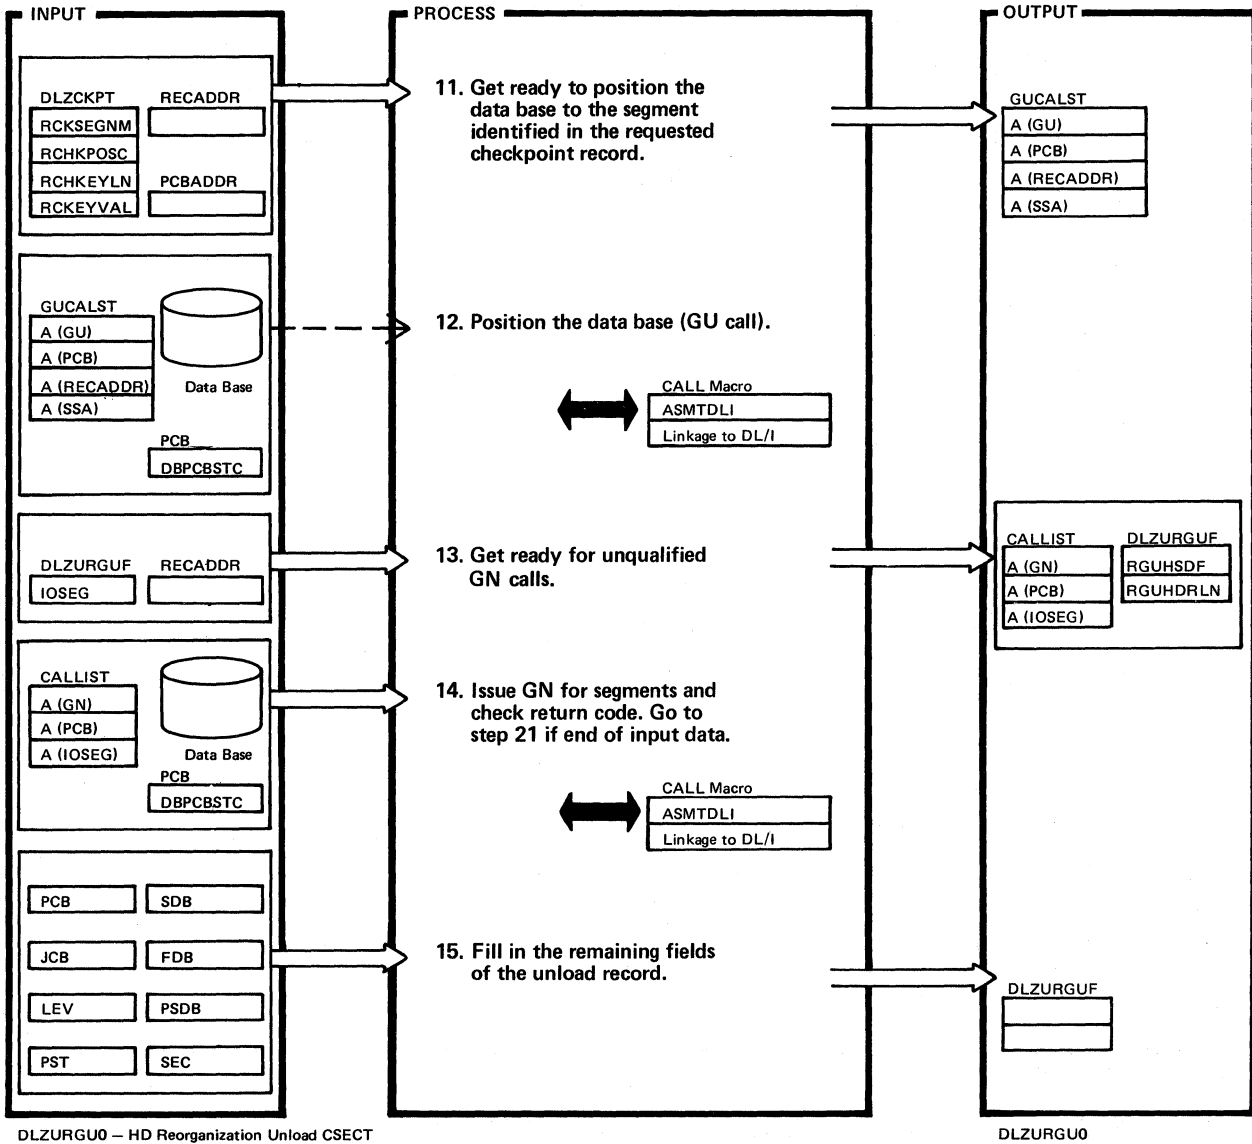 INPUT
PROCESS
OUTPUT
DLZCKPT
RECADDR
RCKSEGNM
RCHKPOSC
RCHKEYLN
PCBADDR
RCKEYVAL
11. Get ready to position the
data base to the segment
identified in the requested
checkpoint record.
GUCALST
A (GU)
A (PCB)
A (RECADDR)
A (SSA)
GUCALST
A (GU)
A (PCB)
A (RECADDR)
A (SSA)
Data Base
PCB
DBPCBSTC
12. Position the data base (GU call).
CALL Macro
ASMTDLI
Linkage to DL/I
DLZURGUF
RECADDR
IOSEG
13. Get ready for unqualified
GN calls.
CALLIST
DLZURGUF
A (GN)
RGUHSDF
A (PCB)
RGUHDRLN
A (IOSEG)
CALLIST
A (GN)
A (PCB)
A (IOSEG)
Data Base
PCB
DBPCBSTC
14. Issue GN for segments and
check return code. Go to
step 21 if end of input data.
CALL Macro
ASMTDLI
Linkage to DL/I
PCB
SDB
JCB
FDB
LEV
PSDB
PST
SEC
15. Fill in the remaining fields
of the unload record.
DLZURGUF
DLZURGU0 – HD Reorganization Unload CSECT
DLZURGU0